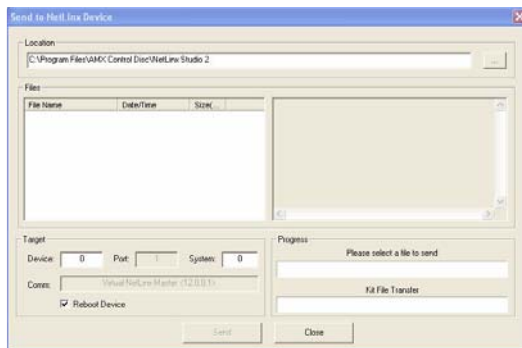 Send to NetLinx Device
Location
C:\Program Files\AMX Control Disc\NetLinx Studio 2
...
Files
File Name Date/Time Size(...
Target
Device: 0 Port: 1 System: 0
Comm: Virtual NetLinx Master (12.0.0.1)
Reboot Device
Progress
Please select a file to send
Kit File Transfer
Send Close